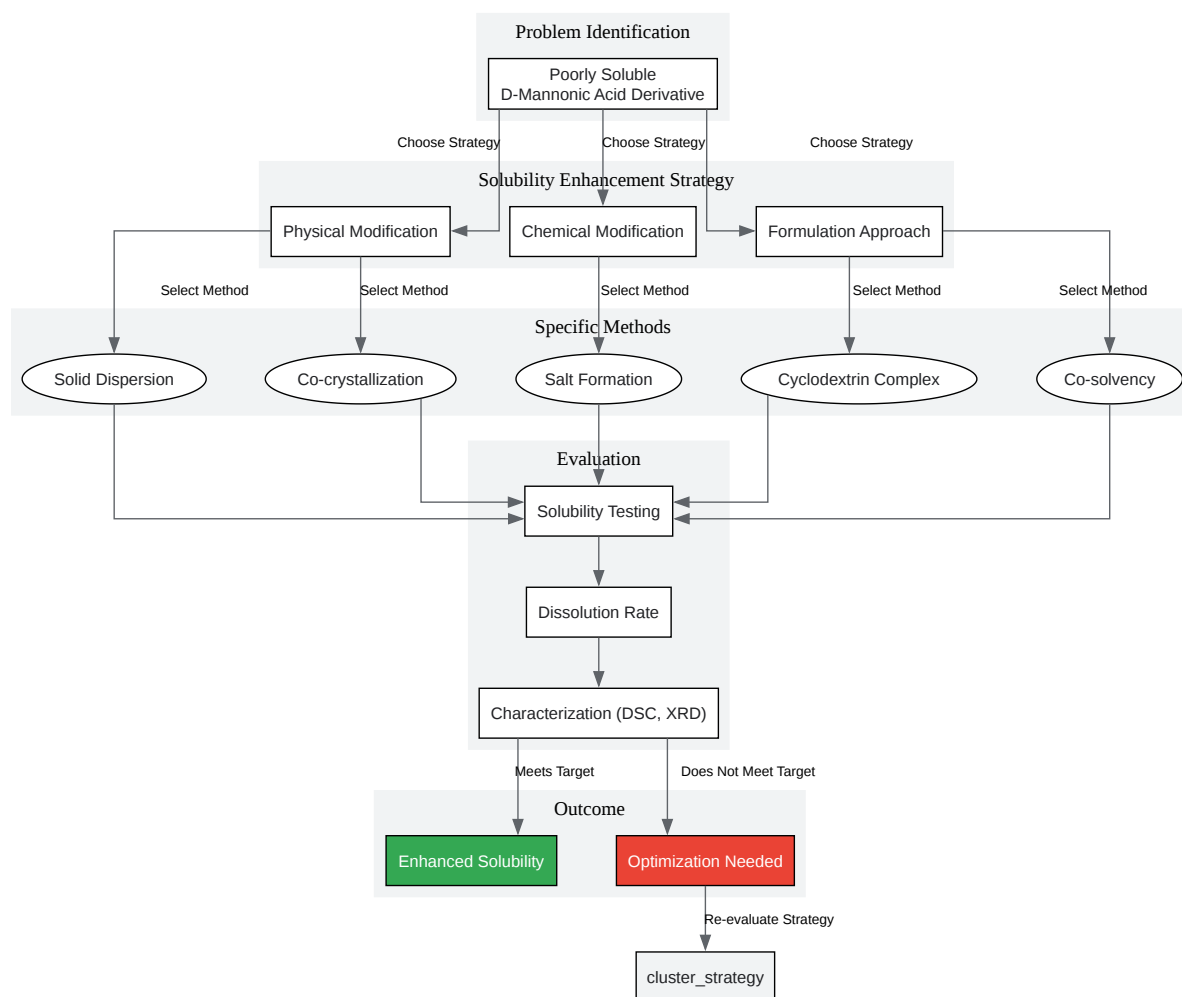 Problem Identification
Poorly Soluble
D-Mannonic Acid Derivative
Choose Strategy
Choose Strategy
Choose Strategy
Solubility Enhancement Strategy
Physical Modification
Chemical Modification
Formulation Approach
Select Method
Select Method
Select Method
Select Method
Select Method
Specific Methods
Solid Dispersion
Co-crystallization
Salt Formation
Cyclodextrin Complex
Co-solvency
Evaluation
Solubility Testing
Dissolution Rate
Characterization (DSC, XRD)
Meets Target
Does Not Meet Target
Outcome
Enhanced Solubility
Optimization Needed
Re-evaluate Strategy
cluster_strategy